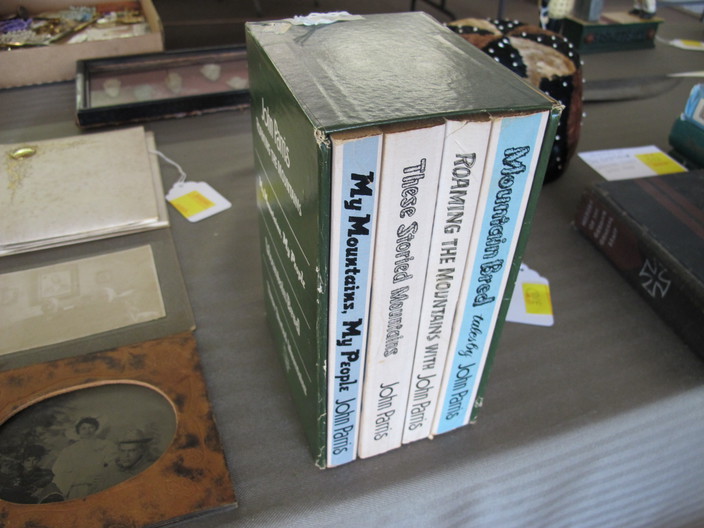 John Parris
My Mountains, My People John Parris
These Storied Mountains John Parris
ROAMING THE MOUNTAINS WITH John Parris
Mountain Bred tales by John Parris